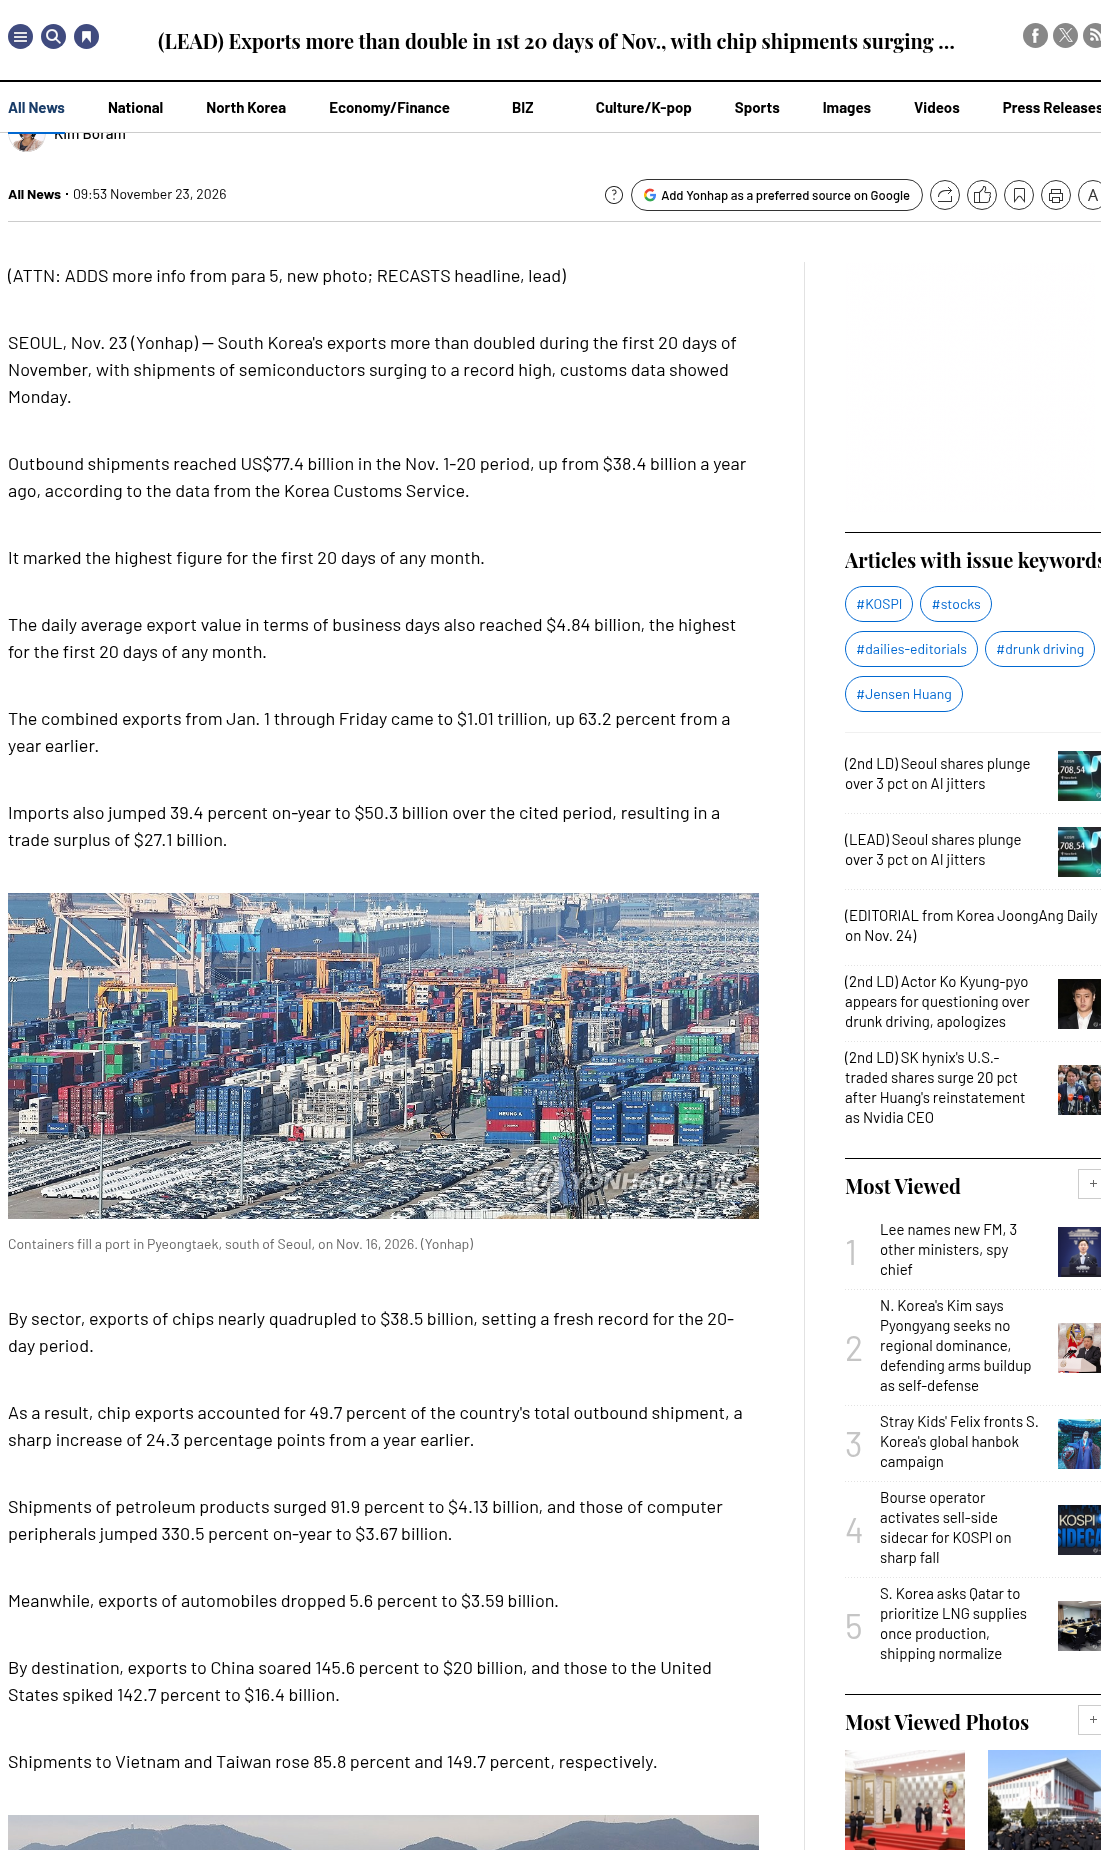 (LEAD) Exports more than double in 1st 20 days of Nov., with chip shipments surging ...
All News
National
North Korea
Economy/Finance
BIZ
Culture/K-pop
Sports
Images
Videos
Press Releases
Kim Boram
All News · 09:53 November 23, 2026
Add Yonhap as a preferred source on Google
A
(ATTN: ADDS more info from para 5, new photo; RECASTS headline, lead)
SEOUL, Nov. 23 (Yonhap) — South Korea's exports more than doubled during the first 20 days of
November, with shipments of semiconductors surging to a record high, customs data showed
Monday.
Outbound shipments reached US$77.4 billion in the Nov. 1-20 period, up from $38.4 billion a year
ago, according to the data from the Korea Customs Service.
It marked the highest figure for the first 20 days of any month.
The daily average export value in terms of business days also reached $4.84 billion, the highest
for the first 20 days of any month.
The combined exports from Jan. 1 through Friday came to $1.01 trillion, up 63.2 percent from a
year earlier.
Imports also jumped 39.4 percent on-year to $50.3 billion over the cited period, resulting in a
trade surplus of $27.1 billion.
YONHAPNEWS
Containers fill a port in Pyeongtaek, south of Seoul, on Nov. 16, 2026. (Yonhap)
By sector, exports of chips nearly quadrupled to $38.5 billion, setting a fresh record for the 20-
day period.
As a result, chip exports accounted for 49.7 percent of the country's total outbound shipment, a
sharp increase of 24.3 percentage points from a year earlier.
Shipments of petroleum products surged 91.9 percent to $4.13 billion, and those of computer
peripherals jumped 330.5 percent on-year to $3.67 billion.
Meanwhile, exports of automobiles dropped 5.6 percent to $3.59 billion.
By destination, exports to China soared 145.6 percent to $20 billion, and those to the United
States spiked 142.7 percent to $16.4 billion.
Shipments to Vietnam and Taiwan rose 85.8 percent and 149.7 percent, respectively.
Articles with issue keywords
#KOSPI
#stocks
#dailies-editorials
#drunk driving
#Jensen Huang
(2nd LD) Seoul shares plunge
over 3 pct on AI jitters
,708.54
(LEAD) Seoul shares plunge
over 3 pct on AI jitters
,708.54
(EDITORIAL from Korea JoongAng Daily
on Nov. 24)
(2nd LD) Actor Ko Kyung-pyo
appears for questioning over
drunk driving, apologizes
(2nd LD) SK hynix's U.S.-
traded shares surge 20 pct
after Huang's reinstatement
as Nvidia CEO
Most Viewed
+
1
Lee names new FM, 3
other ministers, spy
chief
2
N. Korea's Kim says
Pyongyang seeks no
regional dominance,
defending arms buildup
as self-defense
3
Stray Kids' Felix fronts S.
Korea's global hanbok
campaign
4
Bourse operator
activates sell-side
sidecar for KOSPI on
sharp fall
KOSPI
SIDECA
5
S. Korea asks Qatar to
prioritize LNG supplies
once production,
shipping normalize
Most Viewed Photos
+